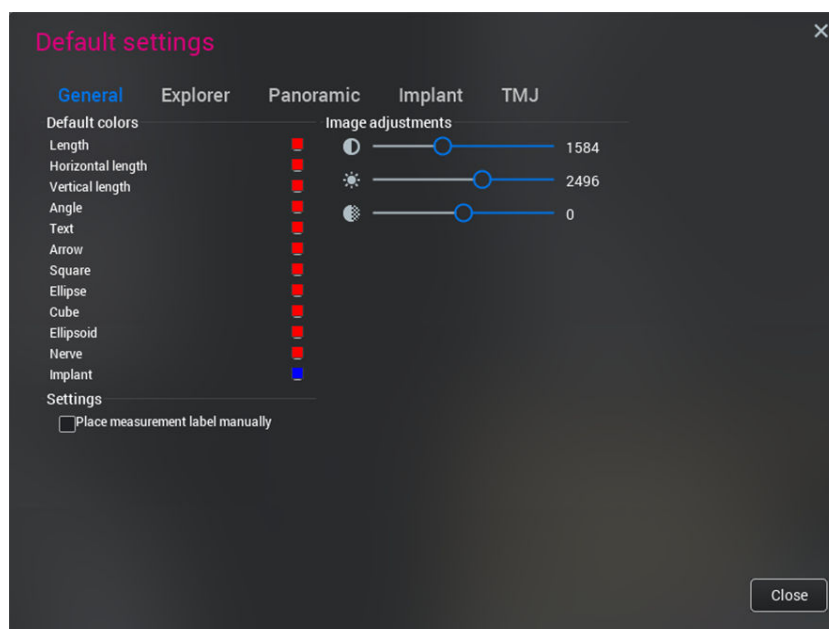 Default settings
General Explorer Panoramic Implant TMJ
Default colors
Length
Horizontal length
Vertical length
Angle
Text
Arrow
Square
Ellipse
Cube
Ellipsoid
Nerve
Implant
Settings
Place measurement label manually
Image adjustments
1584
2496
0
Close